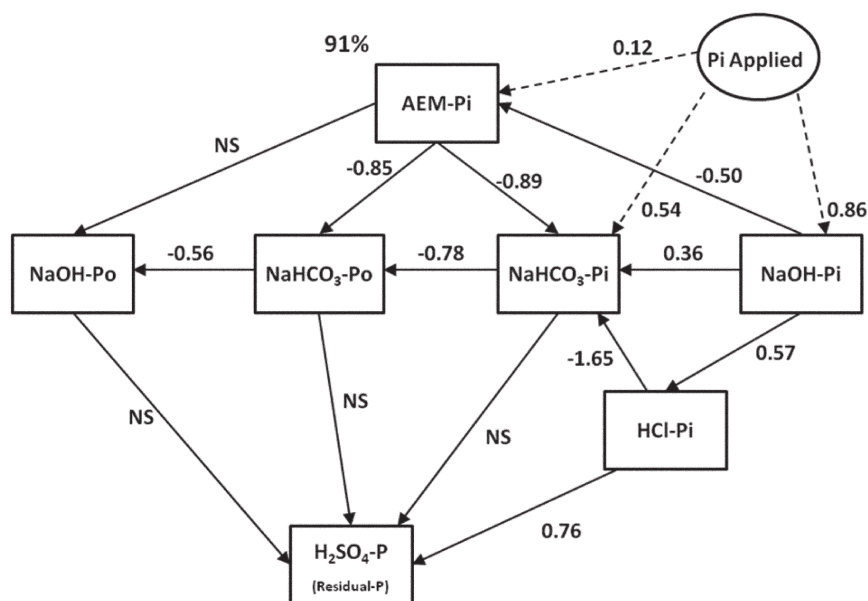 91%
0.12
Pi Applied
AEM-Pi
NS
-0.85
-0.89
-0.50
0.54
0.86
NaOH-Po
-0.56
NaHCO₃-Po
-0.78
NaHCO₃-Pi
0.36
NaOH-Pi
-1.65
0.57
NS
NS
NS
HCl-Pi
0.76
H₂SO₄-P
(Residual-P)